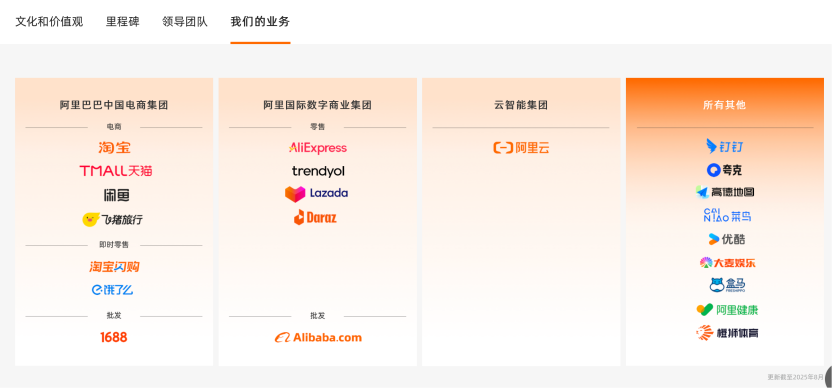 文化和价值观 里程碑 领导团队 我们的业务
阿里巴巴中国电商集团
电商
淘宝
TMALL天猫
闲鱼
飞猪旅行
即时零售
淘宝闪购
饿了么
批发
1688
阿里国际数字商业集团
零售
AliExpress
trendyol
Lazada
Daraz
批发
Alibaba.com
云智能集团
阿里云
所有其他
钉钉
夸克
高德地图
CAINIAO 菜鸟
优酷
大麦娱乐
盒马
阿里健康
橙狮体育
更新截至2025年8月